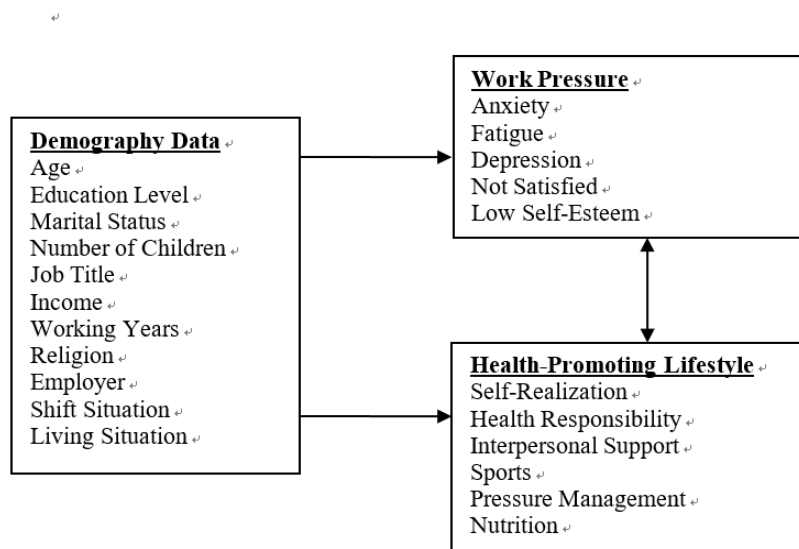 Work Pressure
Anxiety
Fatigue
Depression
Not Satisfied
Low Self-Esteem
Demography Data
Age
Education Level
Marital Status
Number of Children
Job Title
Income
Working Years
Religion
Employer
Shift Situation
Living Situation
Health-Promoting Lifestyle
Self-Realization
Health Responsibility
Interpersonal Support
Sports
Pressure Management
Nutrition